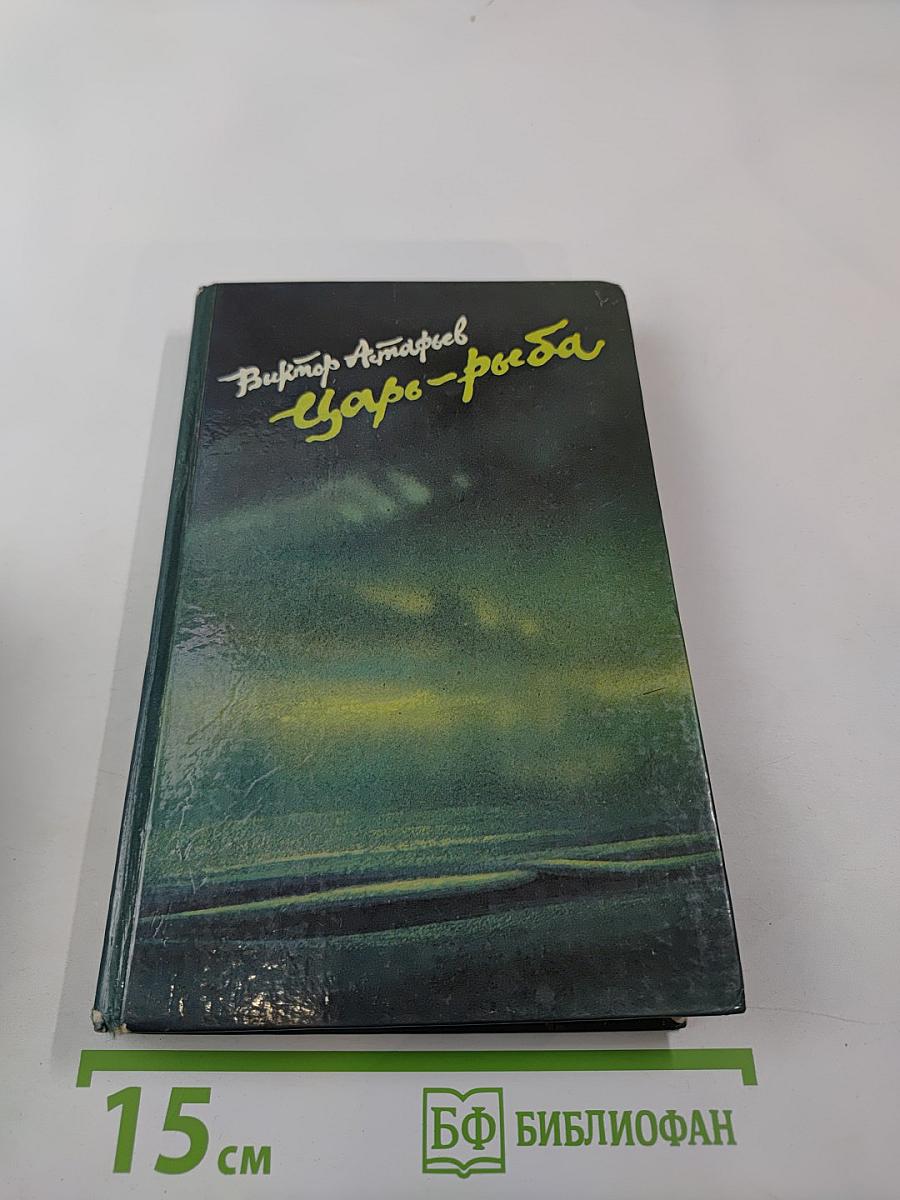 Виктор Астафьев
Царь-рыба
15 см
БФ БИБЛИОФАН